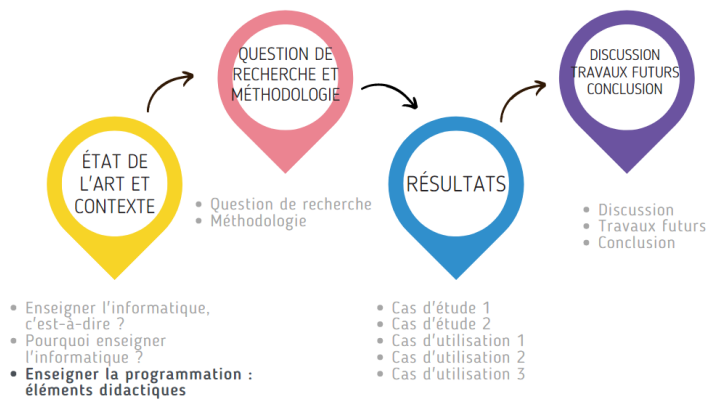 ÉTAT DE
L'ART ET
CONTEXTE
• Enseigner l'informatique,
c'est-à-dire ?
• Pourquoi enseigner
l'informatique ?
• Enseigner la programmation :
éléments didactiques
QUESTION DE
RECHERCHE ET
MÉTHODOLOGIE
• Question de recherche
• Méthodologie
RÉSULTATS
• Cas d'étude 1
• Cas d'étude 2
• Cas d'utilisation 1
• Cas d'utilisation 2
• Cas d'utilisation 3
DISCUSSION
TRAVAUX FUTURS
CONCLUSION
• Discussion
• Travaux futurs
• Conclusion